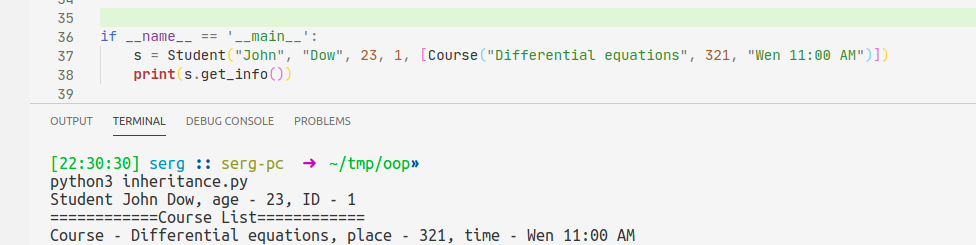 34
35
36 if __name__ == '__main__':
37 s = Student("John", "Dow", 23, 1, [Course("Differential equations", 321, "Wen 11:00 AM")])
38 print(s.get_info())
39
OUTPUT TERMINAL DEBUG CONSOLE PROBLEMS
[22:30:30] serg :: serg-pc ➜ ~/tmp/oop»
python3 inheritance.py
Student John Dow, age - 23, ID - 1
============Course List============
Course - Differential equations, place - 321, time - Wen 11:00 AM